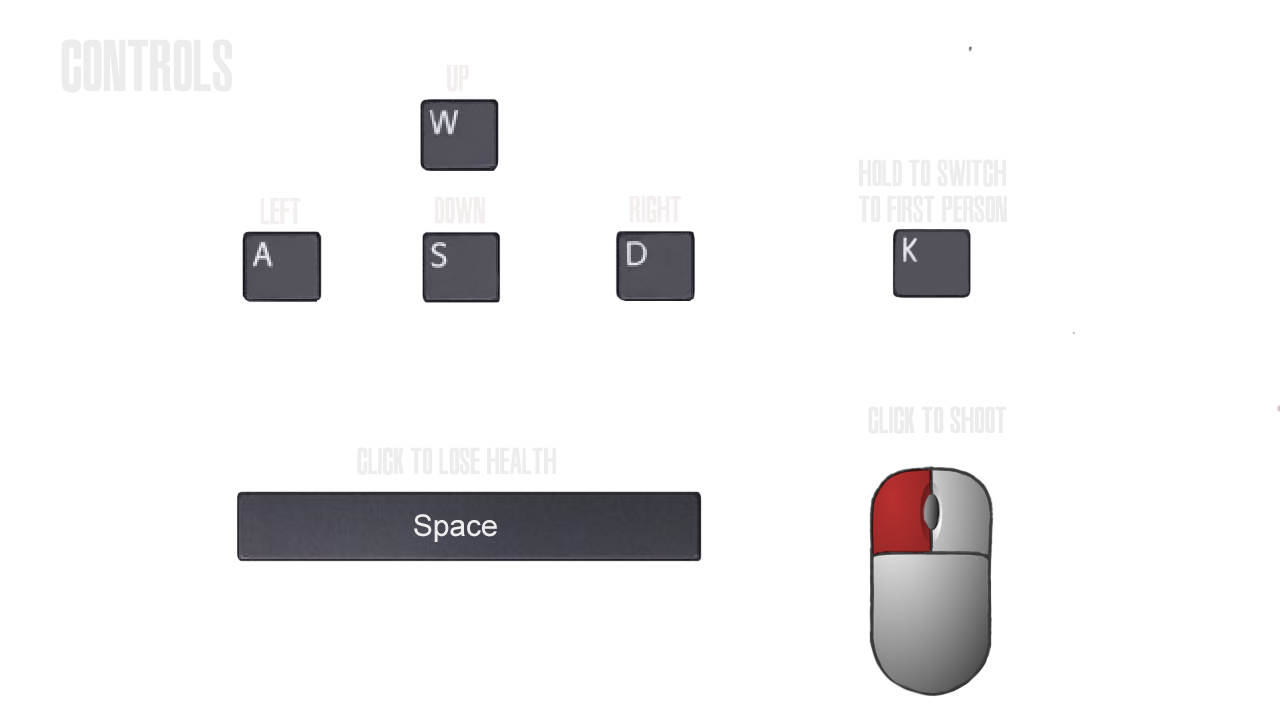 CONTROLS
UP
W
LEFT
DOWN
RIGHT
A
S
D
HOLD TO SWITCH
TO FIRST PERSON
K
CLICK TO LOSE HEALTH
Space
CLICK TO SHOOT